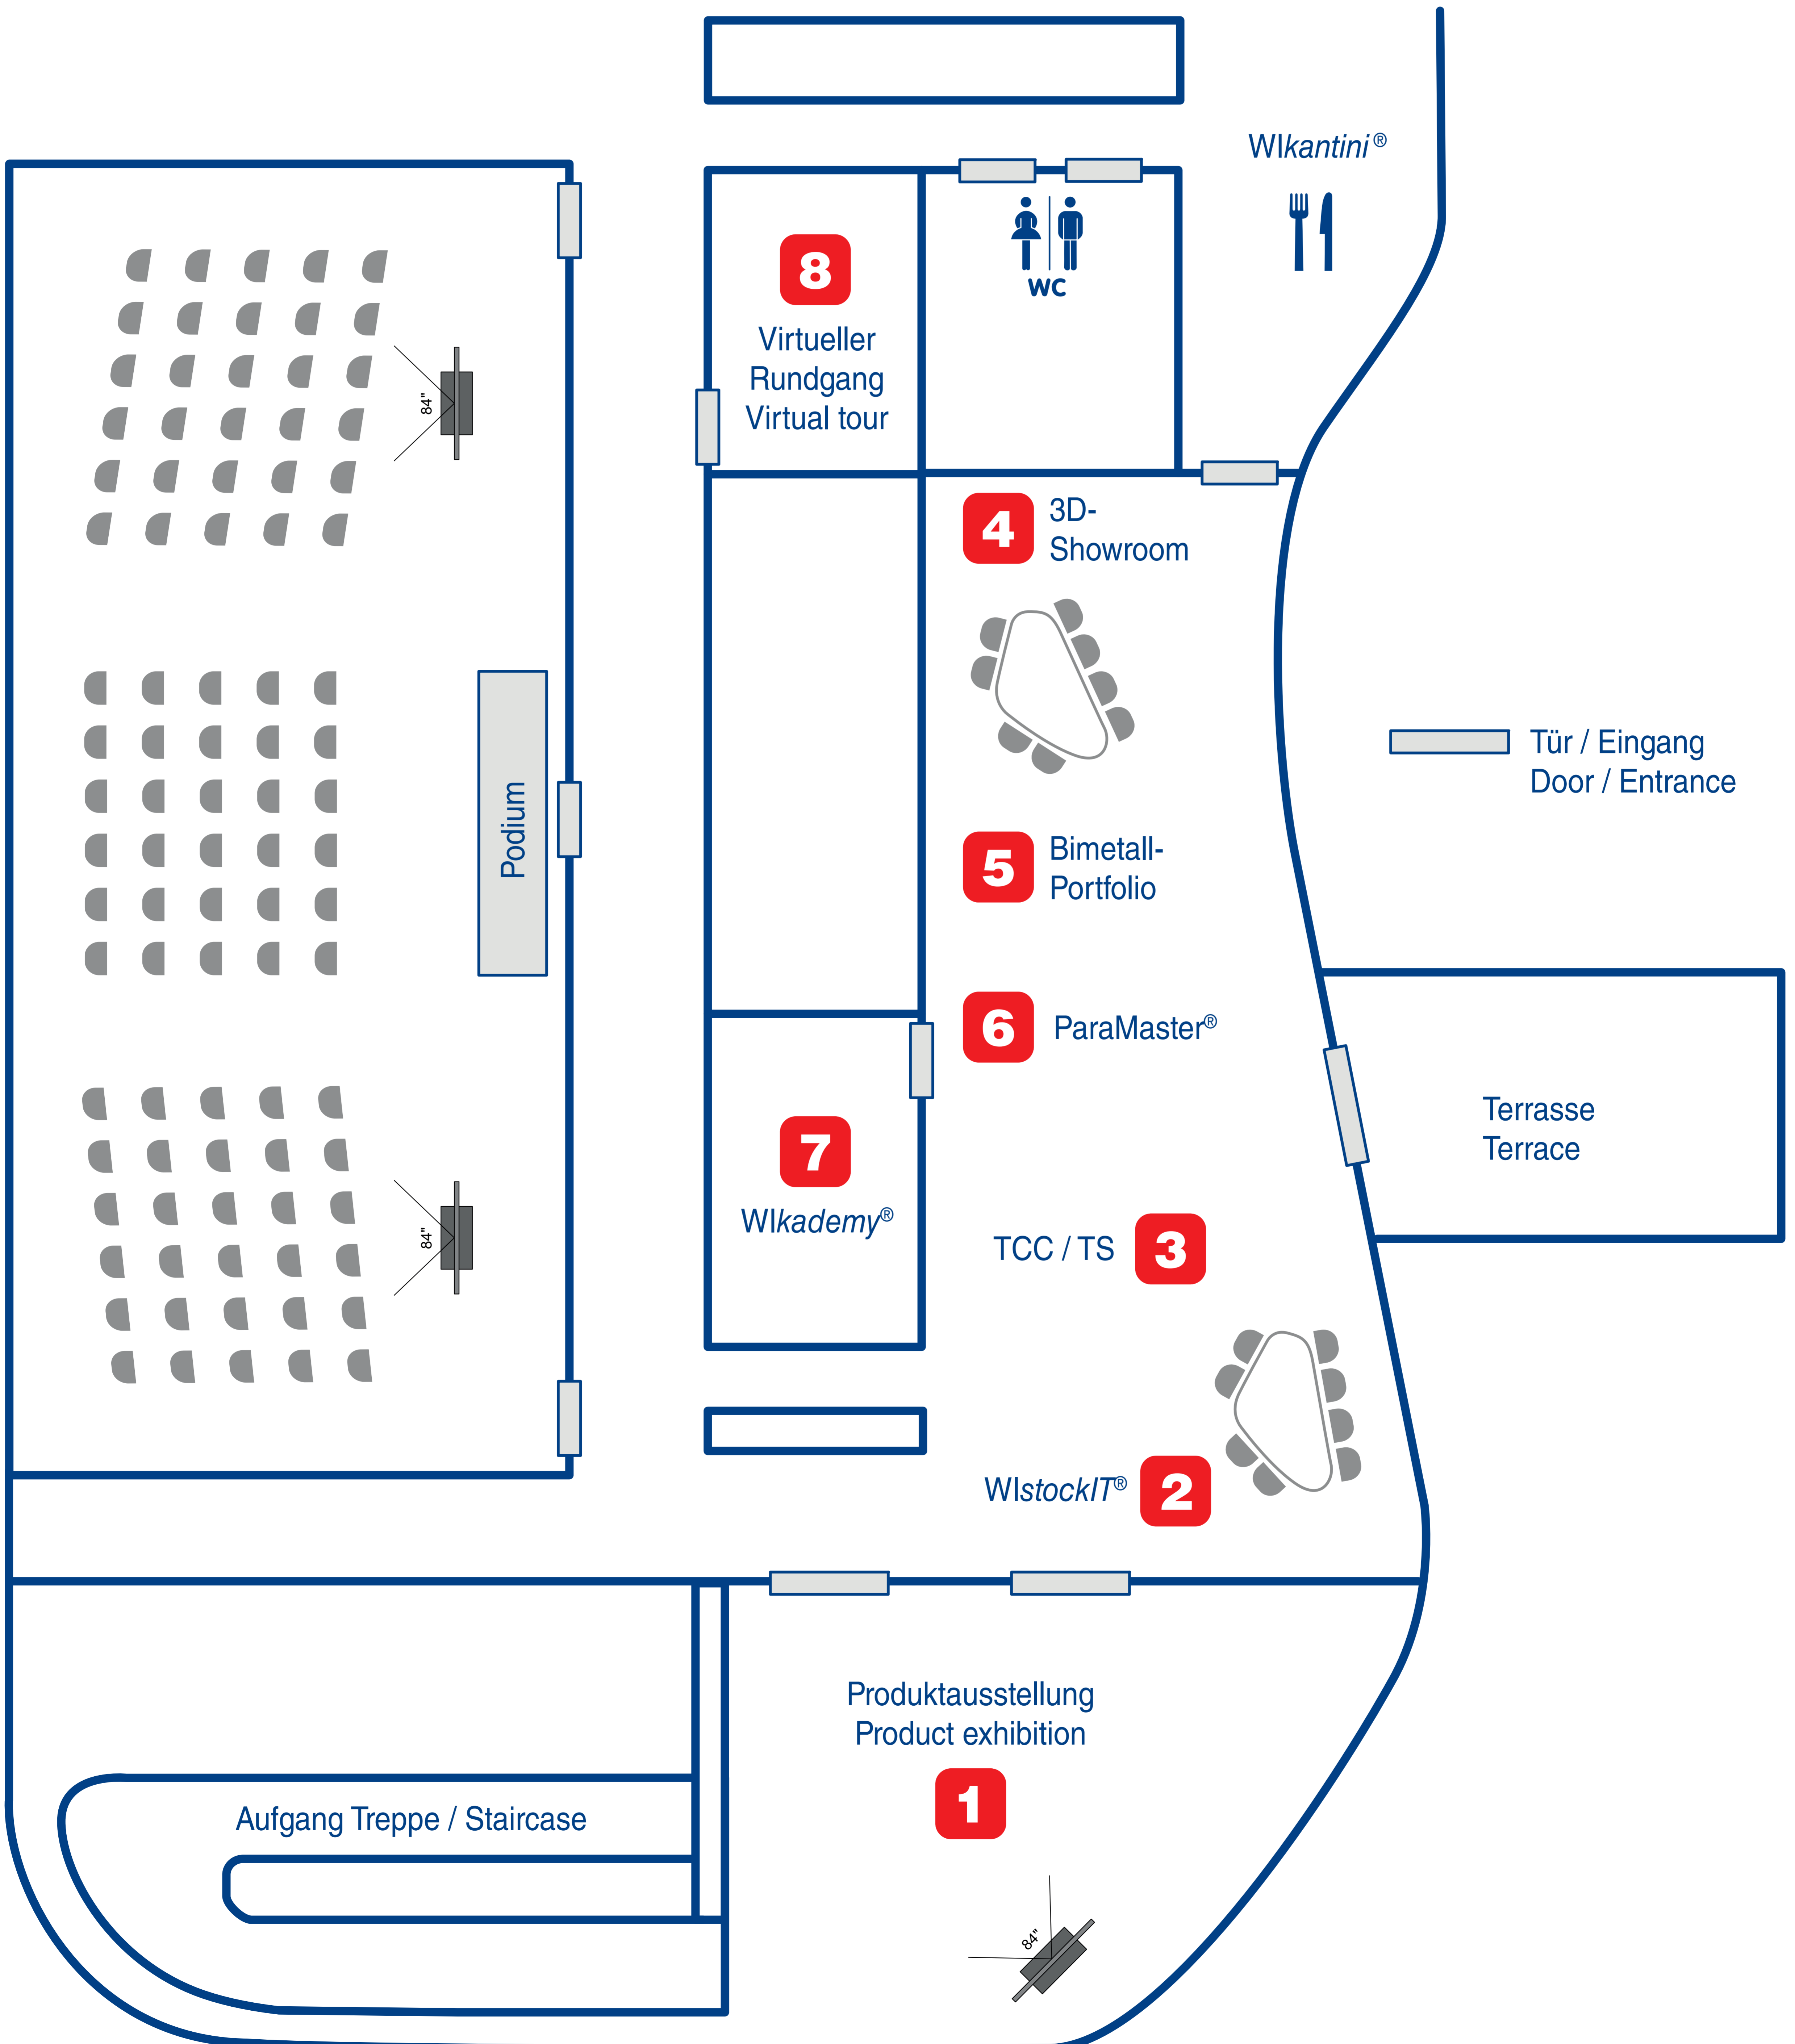 WIkantini®
WC
8
Virtueller
Rundgang
Virtual tour
84"
4
3D-
Showroom
Podium
5
Bimetall-
Portfolio
Tür / Eingang
Door / Entrance
6
ParaMaster®
7
WIkademy®
Terrasse
Terrace
84"
TCC / TS
3
WIstockIT®
2
Produktausstellung
Product exhibition
1
Aufgang Treppe / Staircase
84"